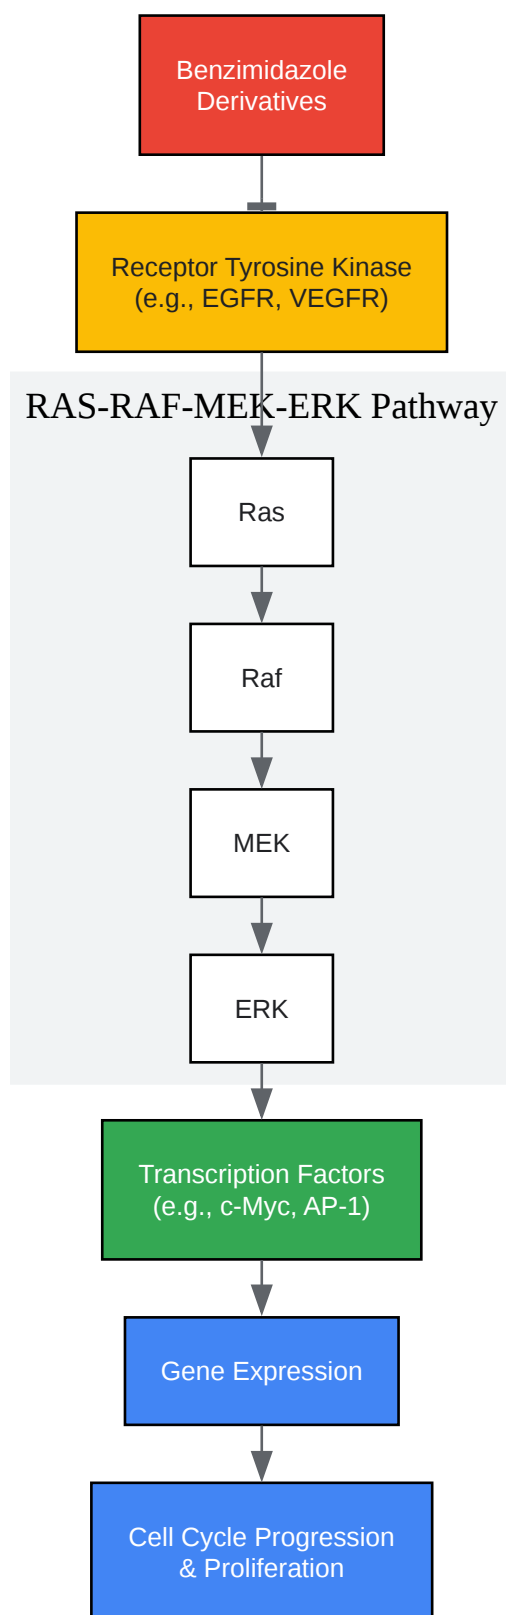 Benzimidazole
Derivatives
Receptor Tyrosine Kinase
(e.g., EGFR, VEGFR)
RAS-RAF-MEK-ERK Pathway
Ras
Raf
MEK
ERK
Transcription Factors
(e.g., c-Myc, AP-1)
Gene Expression
Cell Cycle Progression
& Proliferation